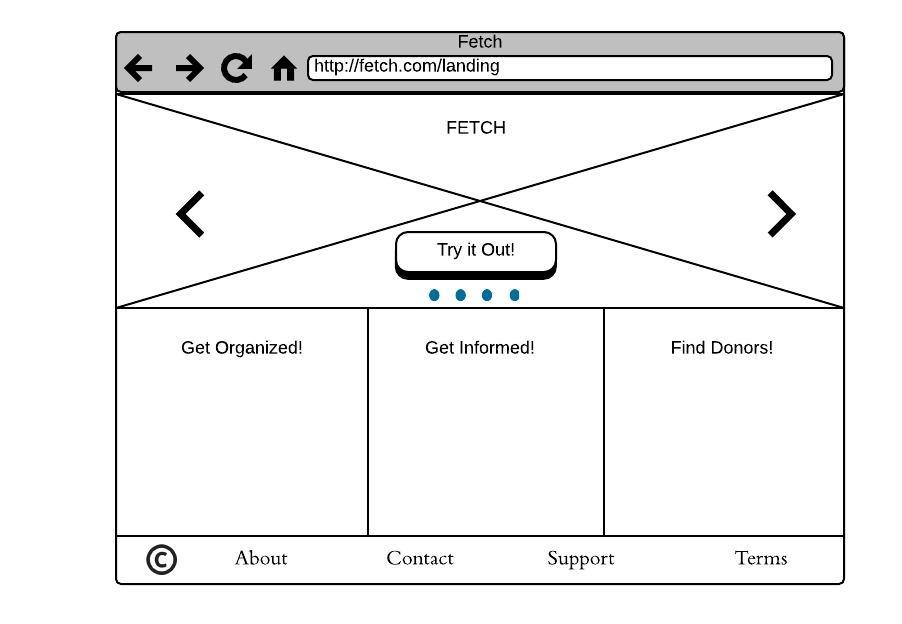 Fetch
http://fetch.com/landing
FETCH
Try it Out!
Get Organized! Get Informed! Find Donors!
© About Contact Support Terms